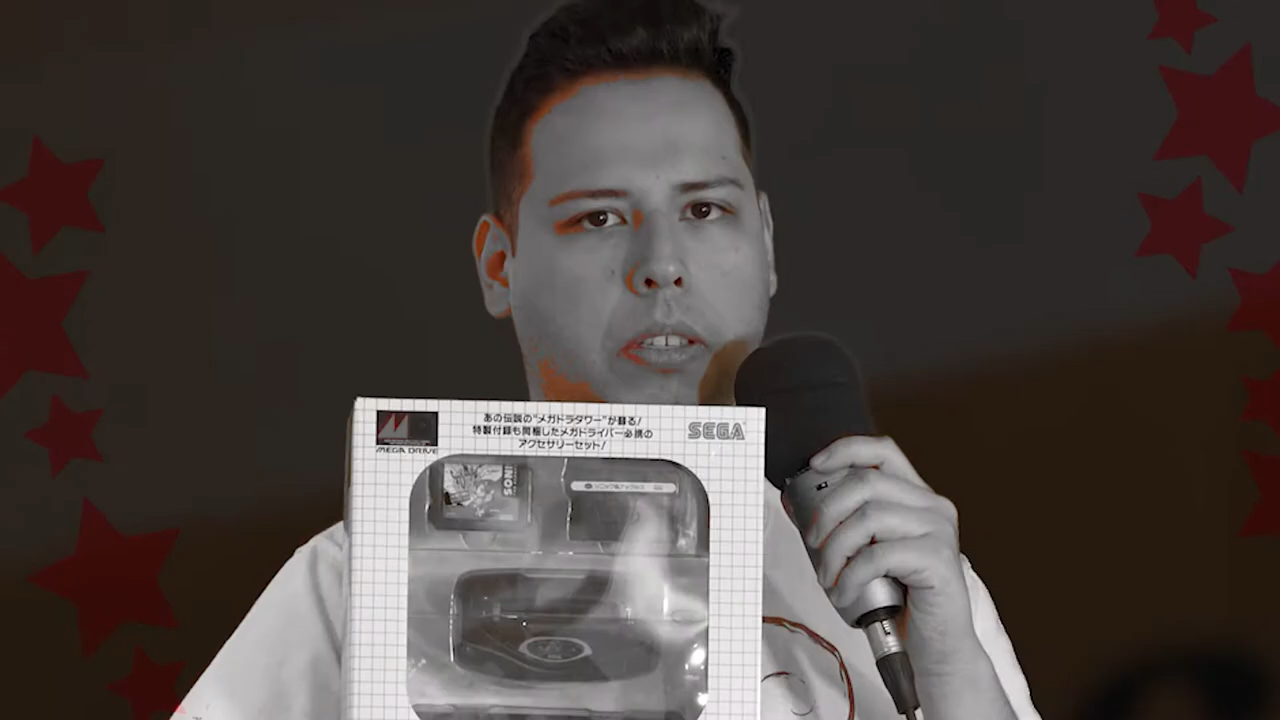 あの伝説の"メガドラタワー"が蘇る!
特製付録も同梱したメガドライバー必携の
アクセサリーセット!
SEGA
MEGA DRIVE
SONIC